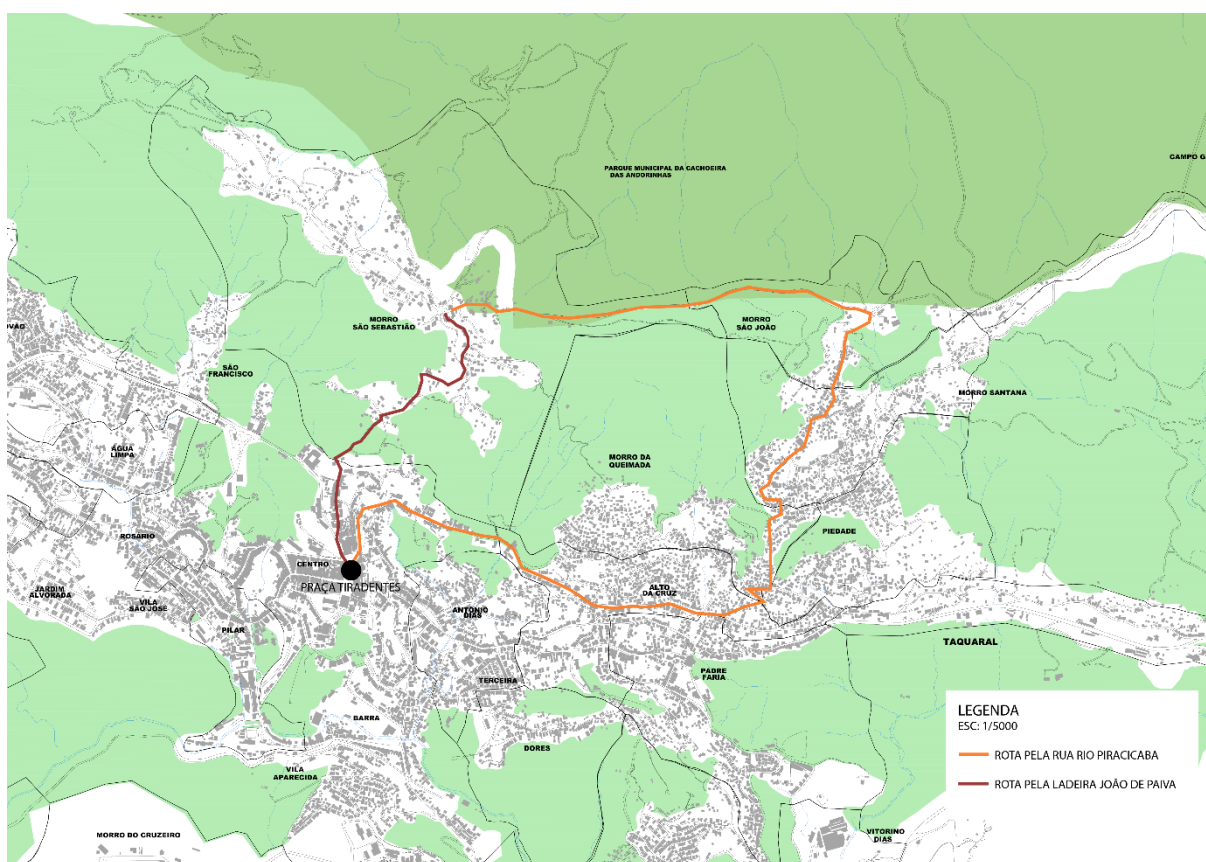 PARQUE MUNICIPAL DA CACHOEIRA
DAS ANDORINHAS
CAMPO G
MORRO
SÃO SEBASTIÃO
MORRO
SÃO JOÃO
OVÃO
SÃO
FRANCISCO
MORRO SANTANA
ÁGUA
LIMPA
MORRO DA
QUEIMADA
ROSÁRIO
PIEDADE
CENTRO
PRAÇA TIRADENTES
JARDIM
ALVORADA
VILA
SÃO JOSÉ
ALTO
DA CRUZ
ANTONIO
DIAS
PILAR
TAQUARAL
TERCEIRA
PADRE
FARIA
BARRA
DORES
VILA
APARECIDA
MORRO DO CRUZEIRO
VITORINO
DIAS
LEGENDA
ESC: 1/5000
ROTA PELA RUA RIO PIRACICABA
ROTA PELA LADEIRA JOÃO DE PAIVA